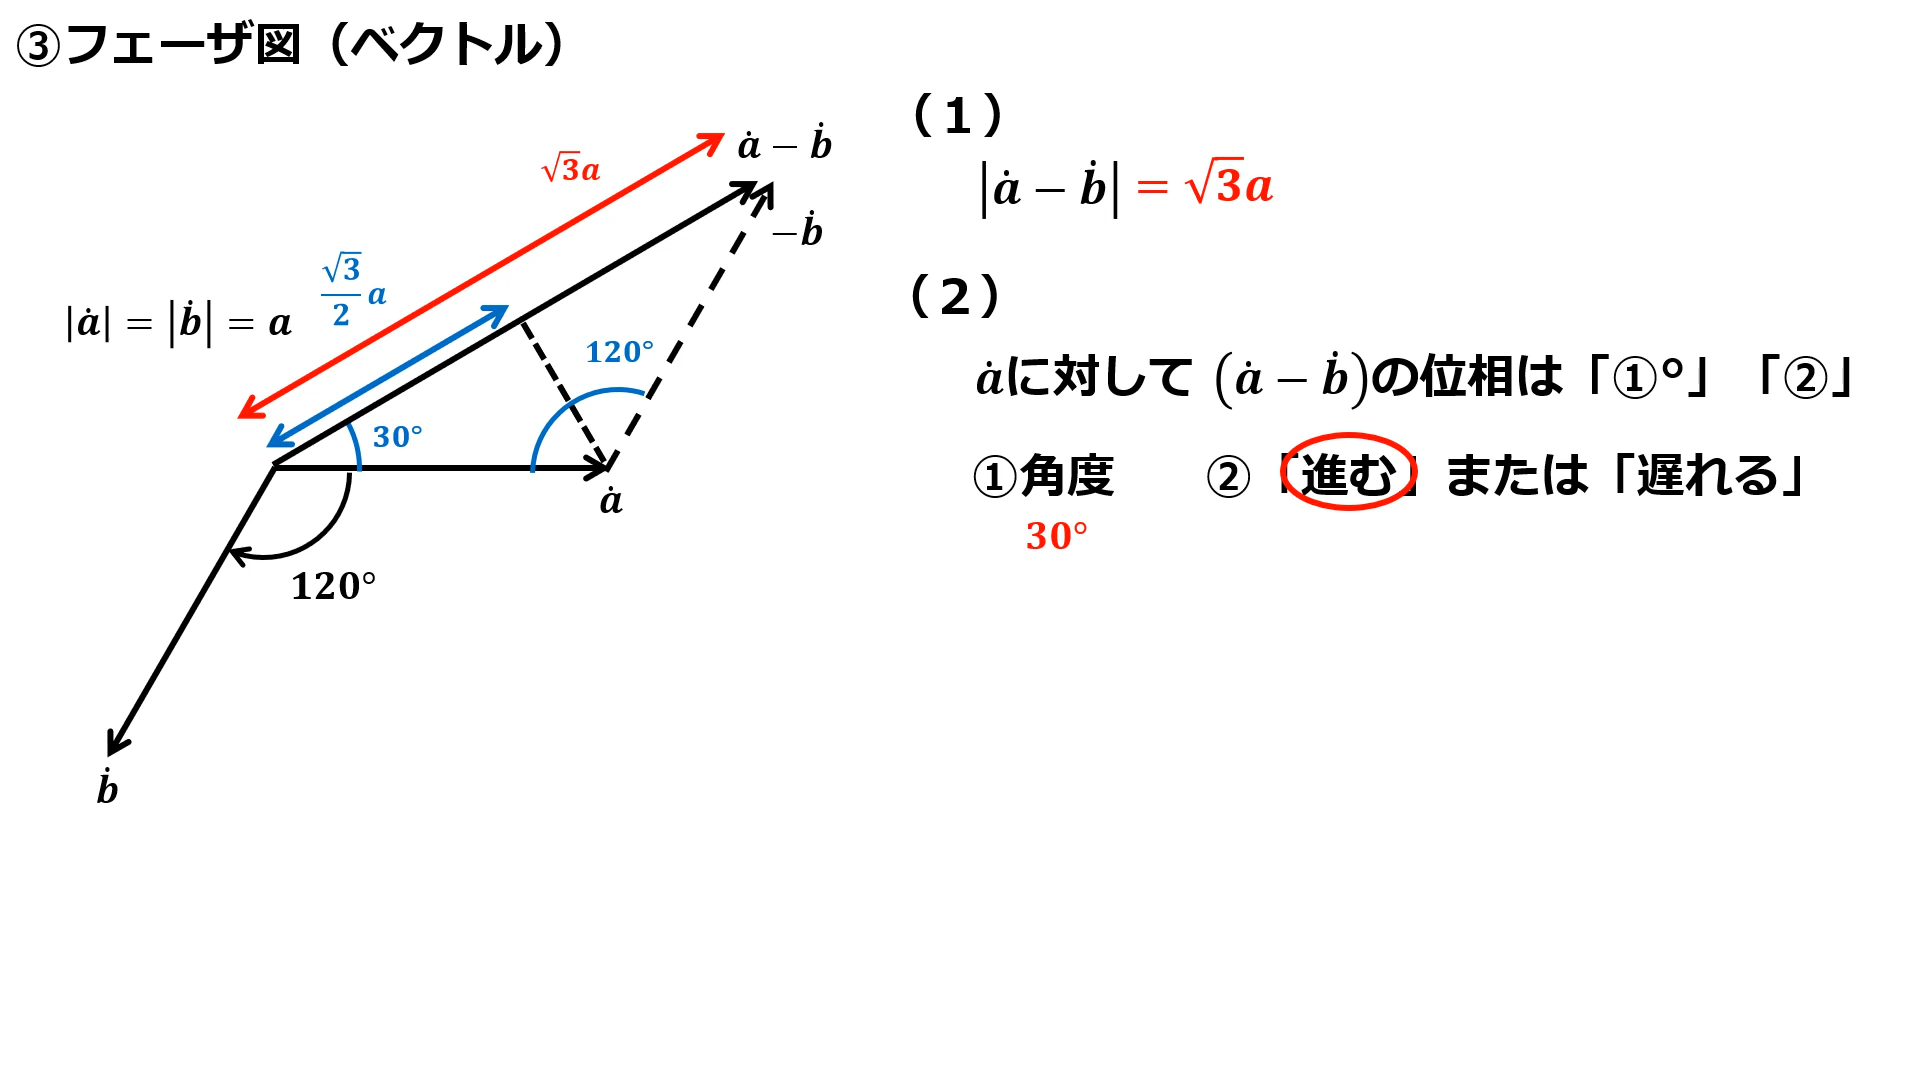 ③フェーザ図（ベクトル）
（１）
|ȧ − ḃ| = √3a
（２）
ȧに対して (ȧ − ḃ)の位相は「①°」「②」
①角度　②「進む」または「遅れる」
30°
ȧ − ḃ
√3a
−ḃ
√3/2 a
|ȧ| = |ḃ| = a
120°
30°
ȧ
120°
ḃ